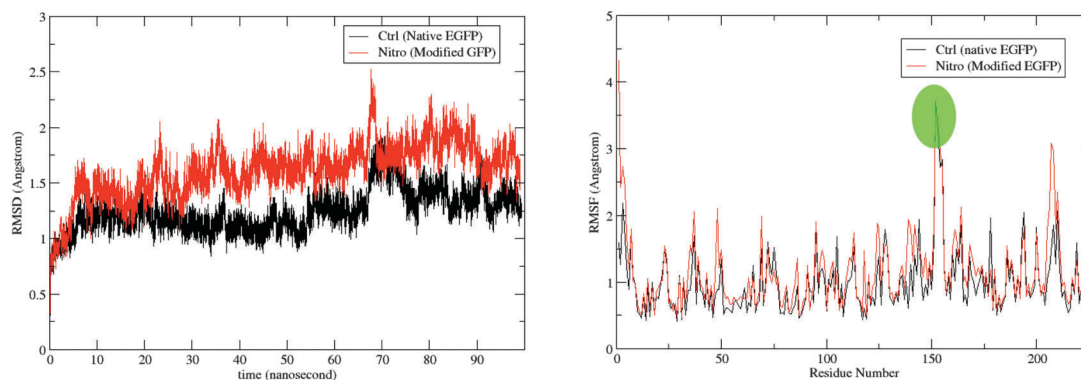 3
2.5
2
1.5
1
0.5
0
RMSD (Angstrom)
Ctrl (Native EGFP)
Nitro (Modified GFP)
0 10 20 30 40 50 60 70 80 90
time (nanosecond)
5
4
3
2
1
0
RMSF (Angstrom)
Ctrl (native EGFP)
Nitro (Modified EGFP)
0 50 100 150 200
Residue Number